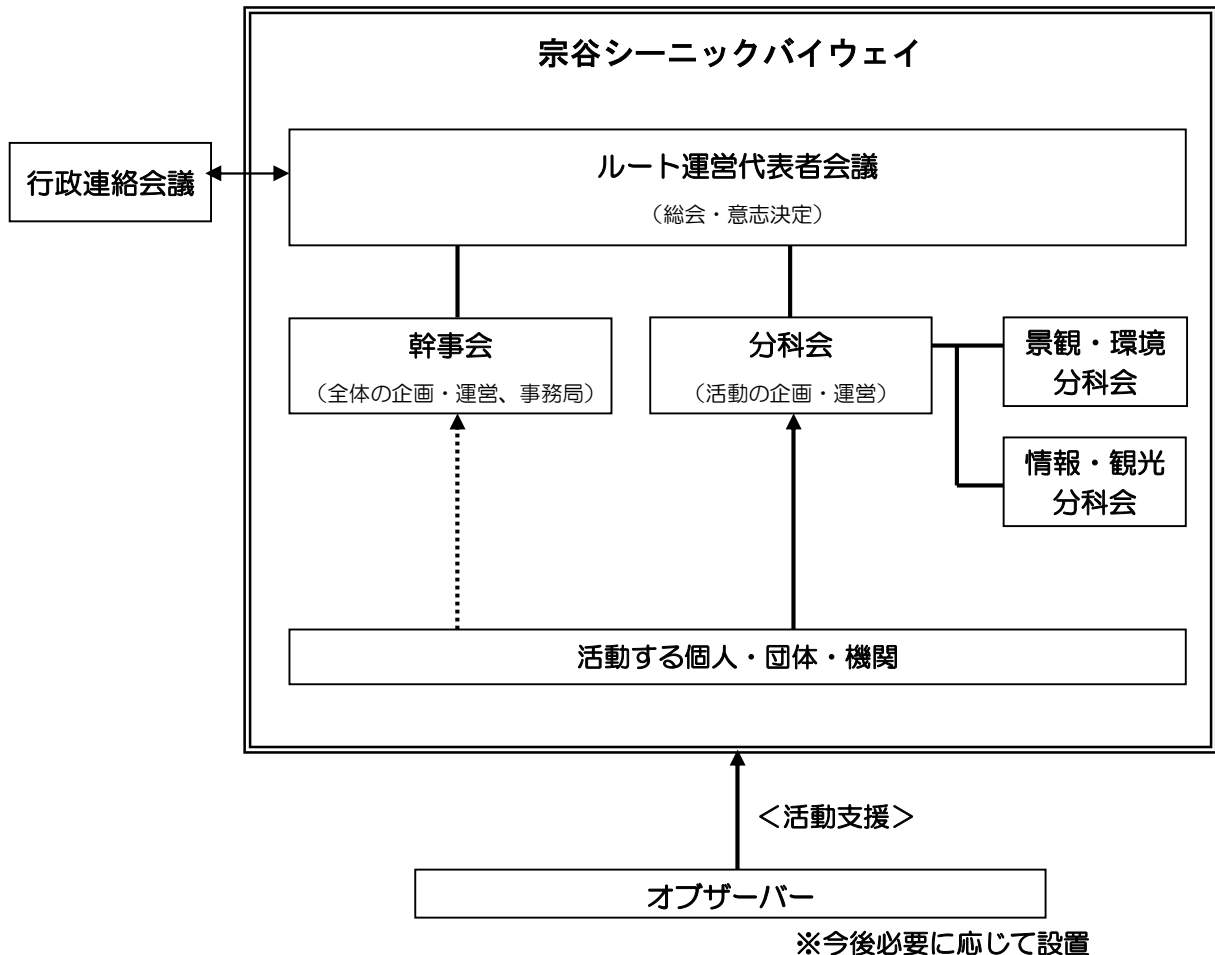 宗谷シーニックバイウェイ
行政連絡会議
ルート運営代表者会議
（総会・意志決定）
幹事会
（全体の企画・運営、事務局）
分科会
（活動の企画・運営）
景観・環境
分科会
情報・観光
分科会
活動する個人・団体・機関
＜活動支援＞
オブザーバー
※今後必要に応じて設置